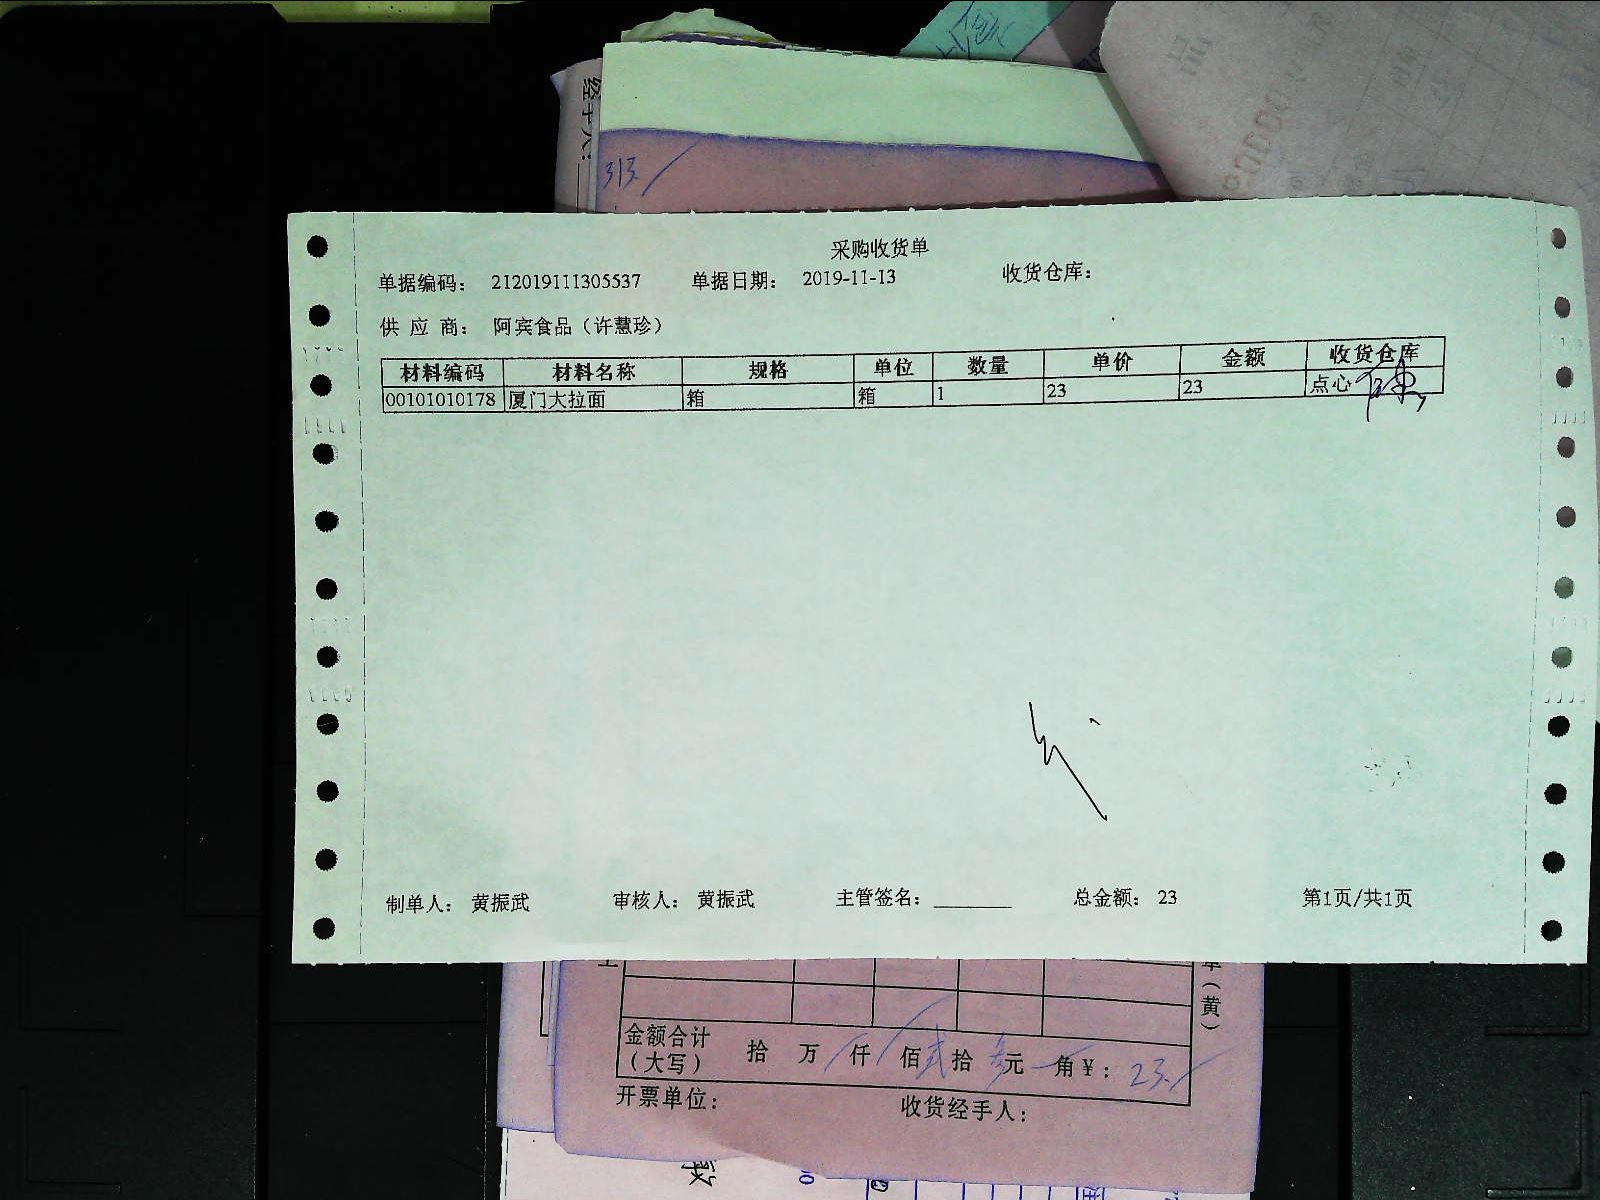 经手人:
313.
采购收货单
单据编码: 212019111305537 单据日期: 2019-11-13 收货仓库:
供 应 商: 阿宾食品（许慧珍）
材料编码 材料名称 规格 单位 数量 单价 金额 收货仓库
00101010178 厦门大拉面 箱 箱 1 23 23 点心
制单人: 黄振武 审核人: 黄振武 主管签名: 总金额: 23 第1页/共1页
（黄）
金额合计（大写） 拾 万 仟 佰 贰 拾 叁 元 角 ¥: 23.
开票单位: 收货经手人: